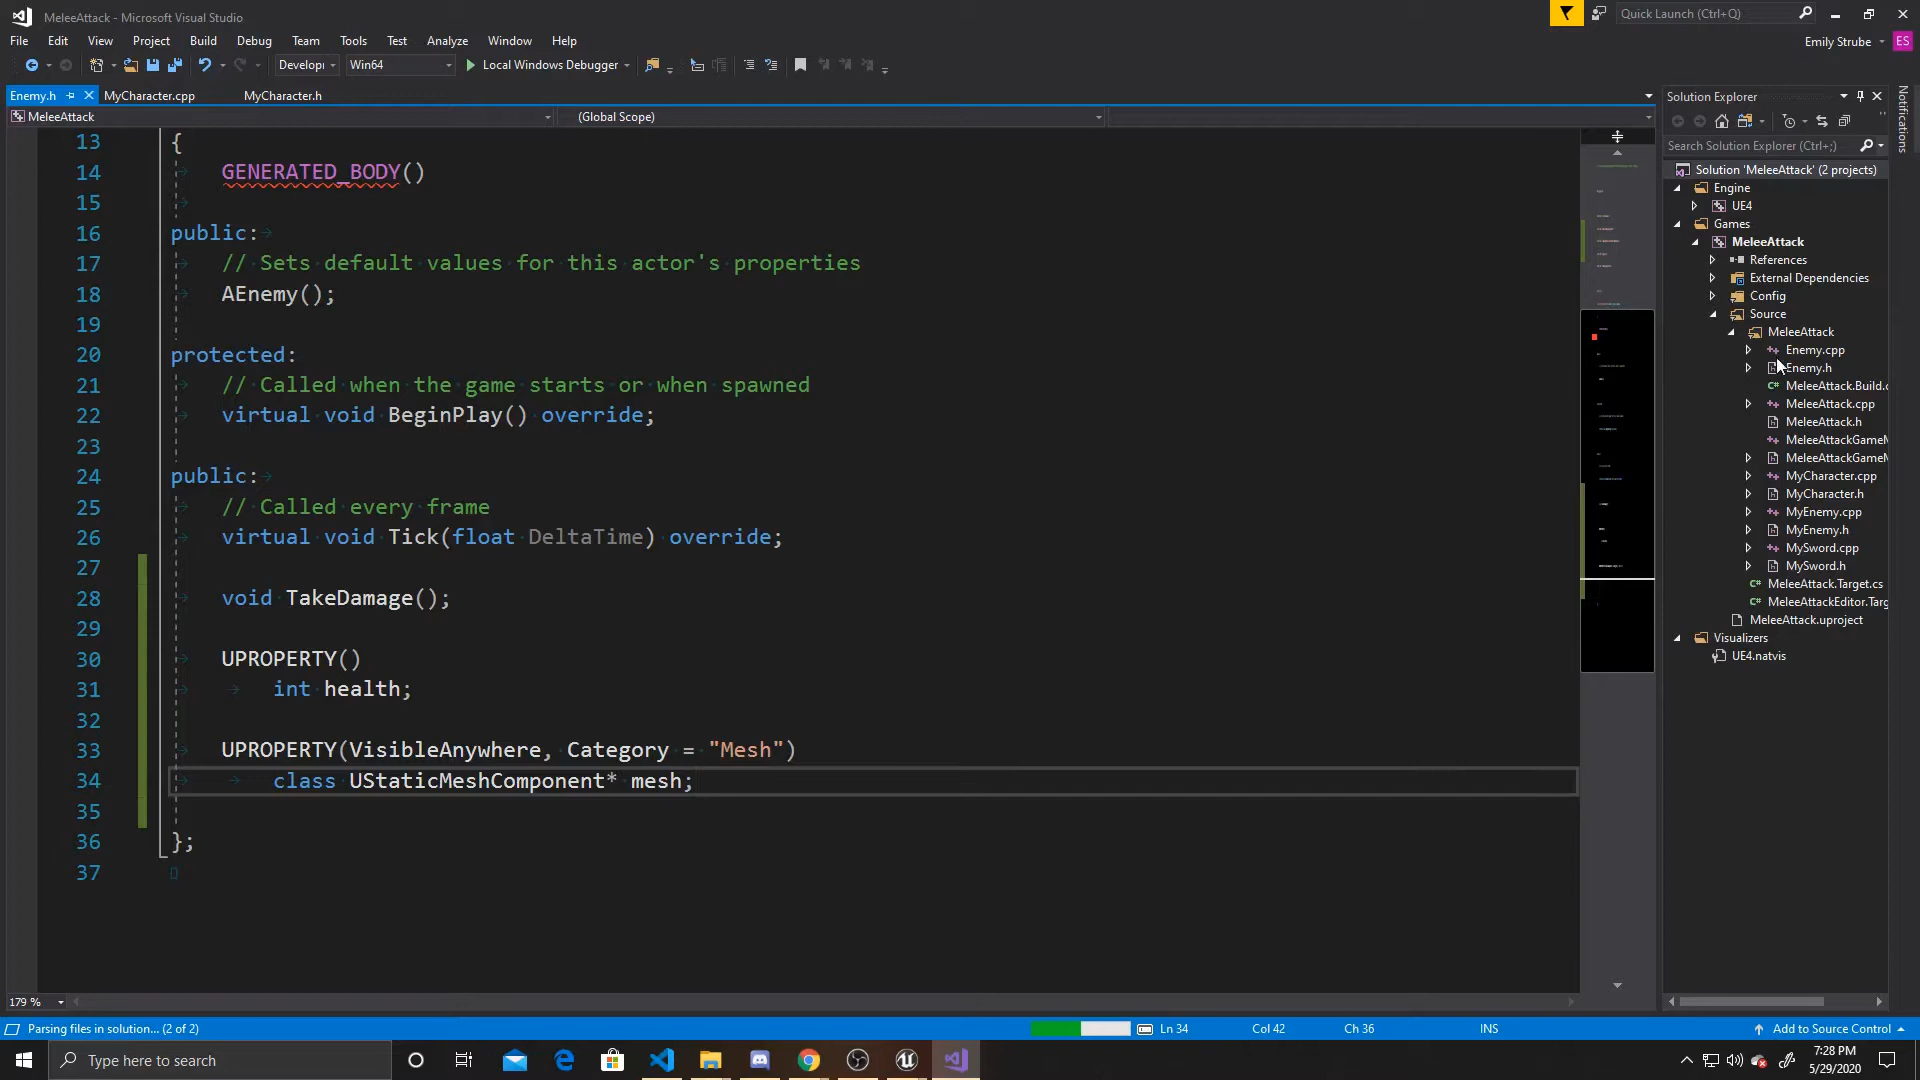 MeleeAttack - Microsoft Visual Studio
Quick Launch (Ctrl+Q)
File Edit View Project Build Debug Team Tools Test Analyze Window Help
Emily Strube ES
Develop Win64 Local Windows Debugger
Enemy.h MyCharacter.cpp MyCharacter.h
MeleeAttack (Global Scope)
13 {
14 GENERATED_BODY()
15
16 public:
17 // Sets default values for this actor's properties
18 AEnemy();
19
20 protected:
21 // Called when the game starts or when spawned
22 virtual void BeginPlay() override;
23
24 public:
25 // Called every frame
26 virtual void Tick(float DeltaTime) override;
27
28 void TakeDamage();
29
30 UPROPERTY()
31 int health;
32
33 UPROPERTY(VisibleAnywhere, Category = "Mesh")
34 class UStaticMeshComponent* mesh;
35
36 };
37
179 %
Solution Explorer
Search Solution Explorer (Ctrl+;)
Solution 'MeleeAttack' (2 projects)
Engine
UE4
Games
MeleeAttack
References
External Dependencies
Config
Source
MeleeAttack
Enemy.cpp
Enemy.h
MeleeAttack.Build.c
MeleeAttack.cpp
MeleeAttack.h
MeleeAttackGameM
MeleeAttackGameM
MyCharacter.cpp
MyCharacter.h
MyEnemy.cpp
MyEnemy.h
MySword.cpp
MySword.h
MeleeAttack.Target.cs
MeleeAttackEditor.Targ
MeleeAttack.uproject
Visualizers
UE4.natvis
Notifications
Parsing files in solution... (2 of 2) Ln 34 Col 42 Ch 36 INS Add to Source Control
Type here to search
7:28 PM
5/29/2020